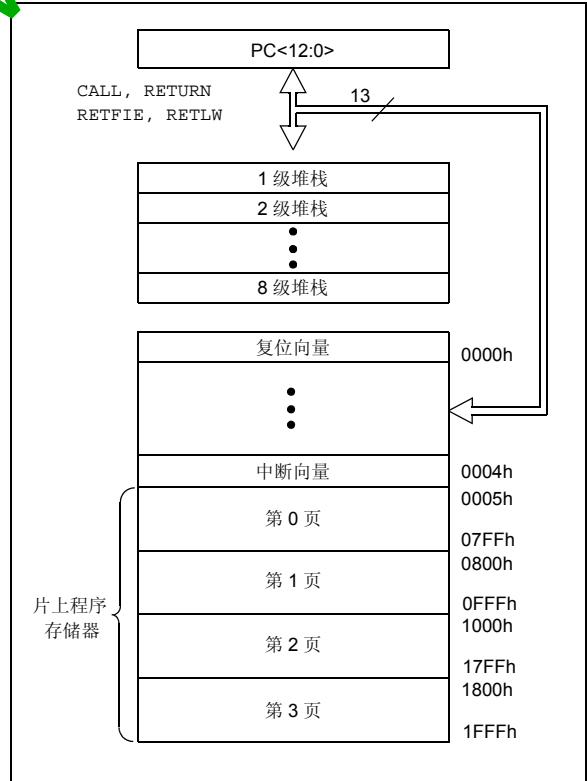 PC<12:0>
CALL, RETURN
RETFIE, RETLW
13
1 级堆栈
2 级堆栈
8 级堆栈
复位向量
0000h
中断向量
0004h
0005h
第 0 页
07FFh
0800h
第 1 页
0FFFh
片上程序
存储器
1000h
第 2 页
17FFh
1800h
第 3 页
1FFFh